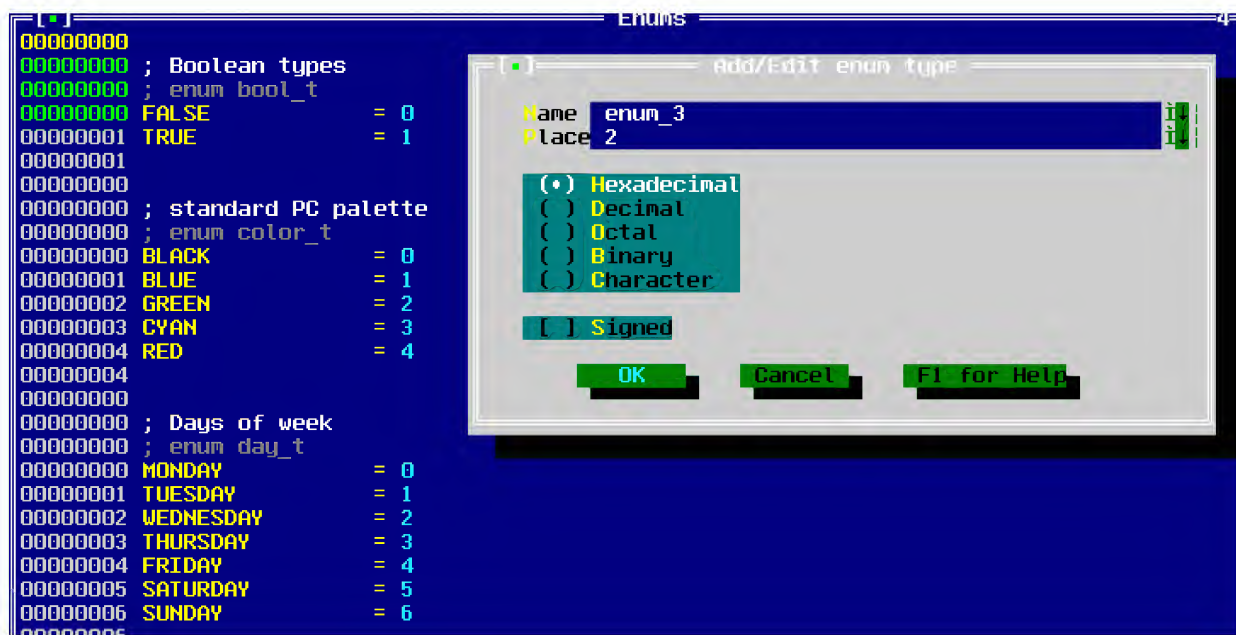 [▪] Enums 4
00000000
00000000 ; Boolean types
00000000 ; enum bool_t
00000000 FALSE = 0
00000001 TRUE = 1
00000001
00000000
00000000 ; standard PC palette
00000000 ; enum color_t
00000000 BLACK = 0
00000001 BLUE = 1
00000002 GREEN = 2
00000003 CYAN = 3
00000004 RED = 4
00000004
00000000
00000000 ; Days of week
00000000 ; enum day_t
00000000 MONDAY = 0
00000001 TUESDAY = 1
00000002 WEDNESDAY = 2
00000003 THURSDAY = 3
00000004 FRIDAY = 4
00000005 SATURDAY = 5
00000006 SUNDAY = 6
00000006
[▪] Add/Edit enum type
Name enum_3 Ì↓¦
Place 2 Ì↓¦
(•) Hexadecimal
( ) Decimal
( ) Octal
( ) Binary
( ) Character
[ ] Signed
OK Cancel F1 for Help